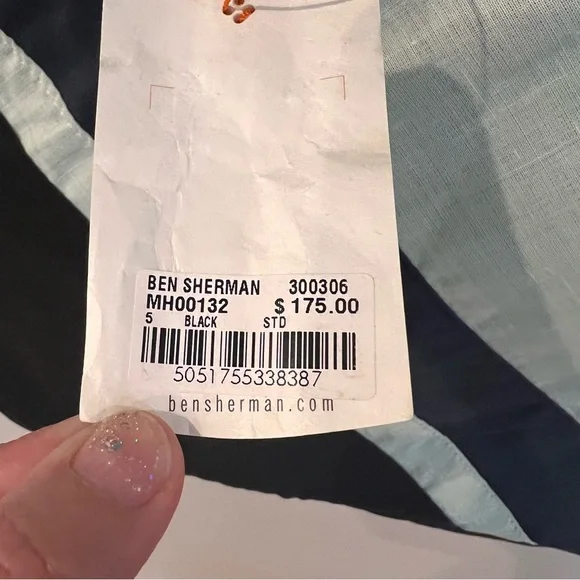 BEN SHERMAN 300306
MH00132 $175.00
5 BLACK STD
5051755338387
bensherman.com